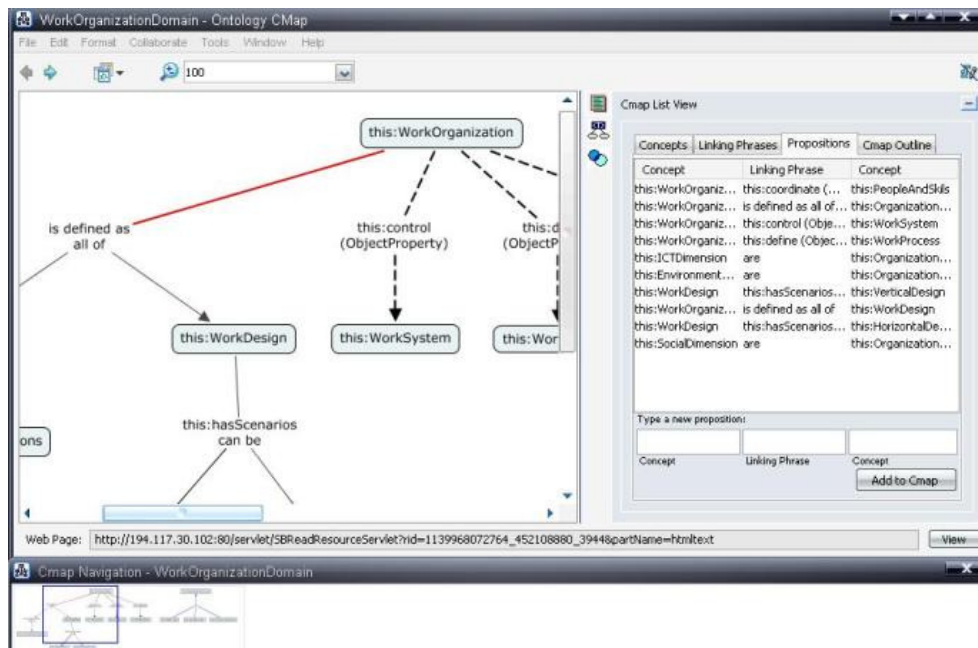 WorkOrganizationDomain - Ontology CMap
File Edit Format Collaborate Tools Window Help
100
this:WorkOrganization
is defined as
all of
this:control
(ObjectProperty)
this:d
(ObjectP
this:WorkDesign
this:WorkSystem
this:Wor
this:hasScenarios
can be
ons
Cmap List View
Concepts Linking Phrases Propositions Cmap Outline
Concept Linking Phrase Concept
this:WorkOrganiz... this:coordinate (... this:PeopleAndSkils
this:WorkOrganiz... is defined as all of... this:Organization...
this:WorkOrganiz... this:control (Obje... this:WorkSystem
this:WorkOrganiz... this:define (Objec... this:WorkProcess
this:ICTDimension are this:Organization...
this:Environment... are this:Organization...
this:WorkDesign this:hasScenarios... this:VerticalDesign
this:WorkOrganiz... is defined as all of this:WorkDesign
this:WorkDesign this:hasScenarios... this:HorizontalDe...
this:SocialDimension are this:Organization...
Type a new proposition:
Concept Linking Phrase Concept
Add to Cmap
Web Page: http://194.117.30.102:80/servlet/SBReadResourceServlet?rid=1139968072764_452108880_3944&partName=htmltext View
Cmap Navigation - WorkOrganizationDomain